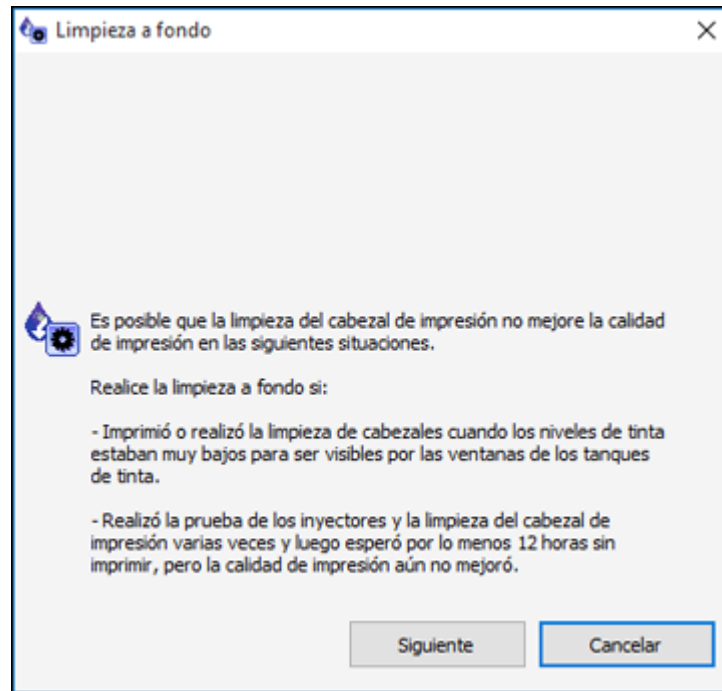 Limpieza a fondo
Es posible que la limpieza del cabezal de impresión no mejore la calidad
de impresión en las siguientes situaciones.
Realice la limpieza a fondo si:
- Imprimió o realizó la limpieza de cabezales cuando los niveles de tinta
estaban muy bajos para ser visibles por las ventanas de los tanques
de tinta.
- Realizó la prueba de los inyectores y la limpieza del cabezal de
impresión varias veces y luego esperó por lo menos 12 horas sin
imprimir, pero la calidad de impresión aún no mejoró.
Siguiente
Cancelar